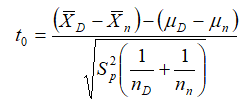 t₀ = ((X̄_D − X̄_n) − (μ_D − μ_n)) / √(S_p²(1/n_D + 1/n_n))